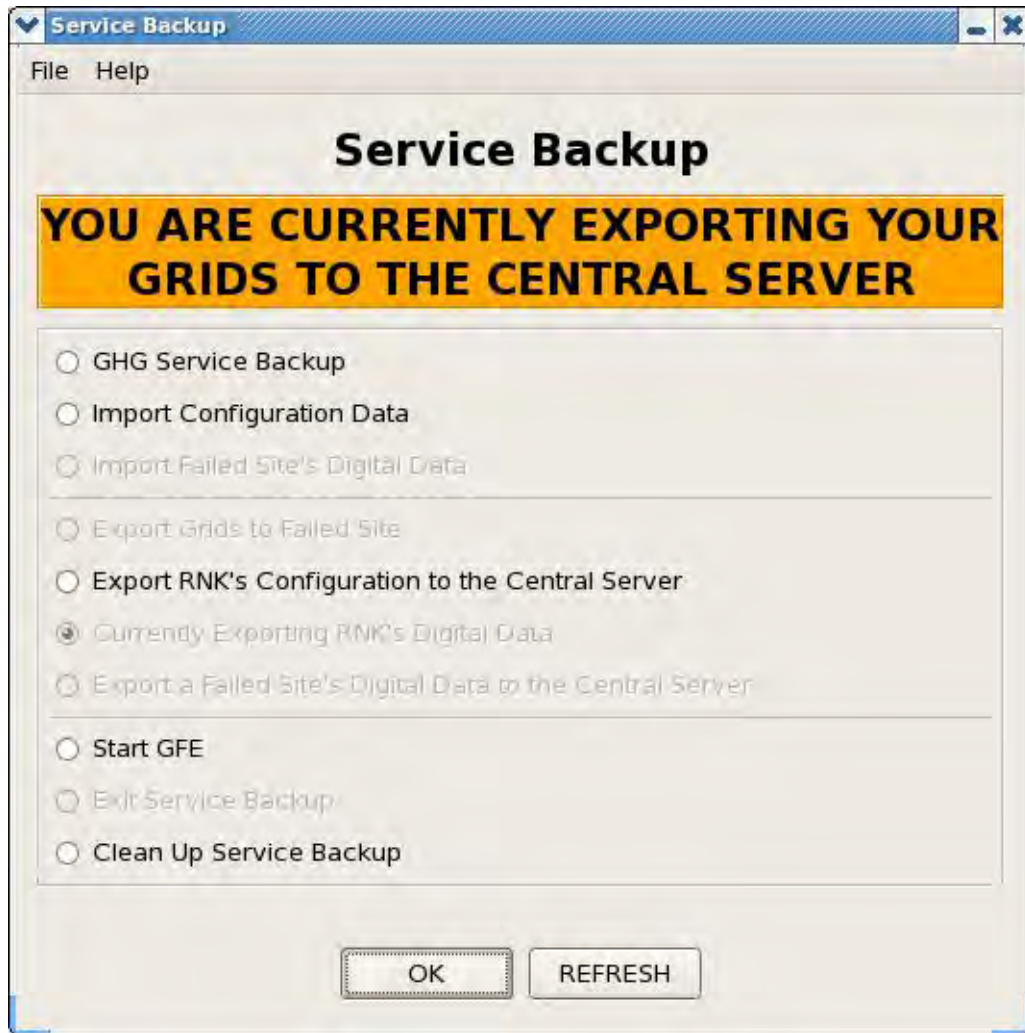 Service Backup
File Help
Service Backup
YOU ARE CURRENTLY EXPORTING YOUR
GRIDS TO THE CENTRAL SERVER
GHG Service Backup
Import Configuration Data
Import Failed Site's Digital Data
Export Grids to Failed Site
Export RNK's Configuration to the Central Server
Currently Exporting RNK's Digital Data
Export a Failed Site's Digital Data to the Central Server
Start GFE
Exit Service Backup
Clean Up Service Backup
OK REFRESH